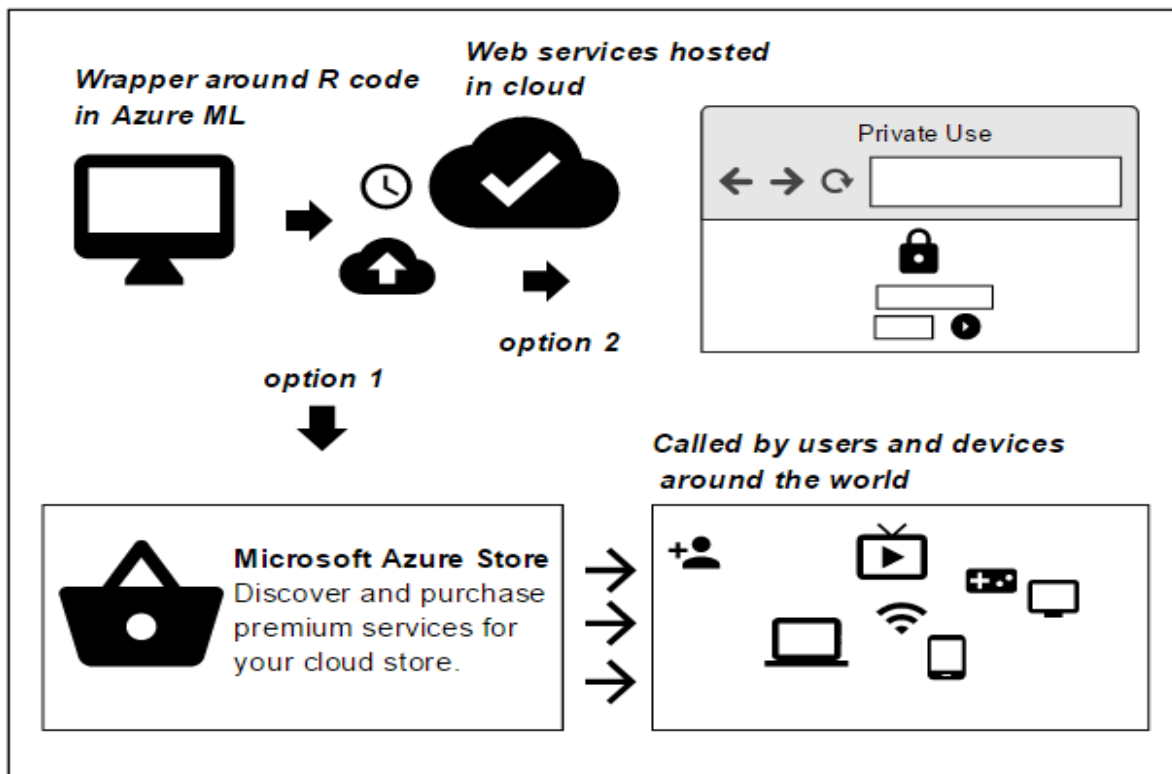 Wrapper around R code
in Azure ML
Web services hosted
in cloud
Private Use
option 2
option 1
Called by users and devices
around the world
Microsoft Azure Store
Discover and purchase
premium services for
your cloud store.